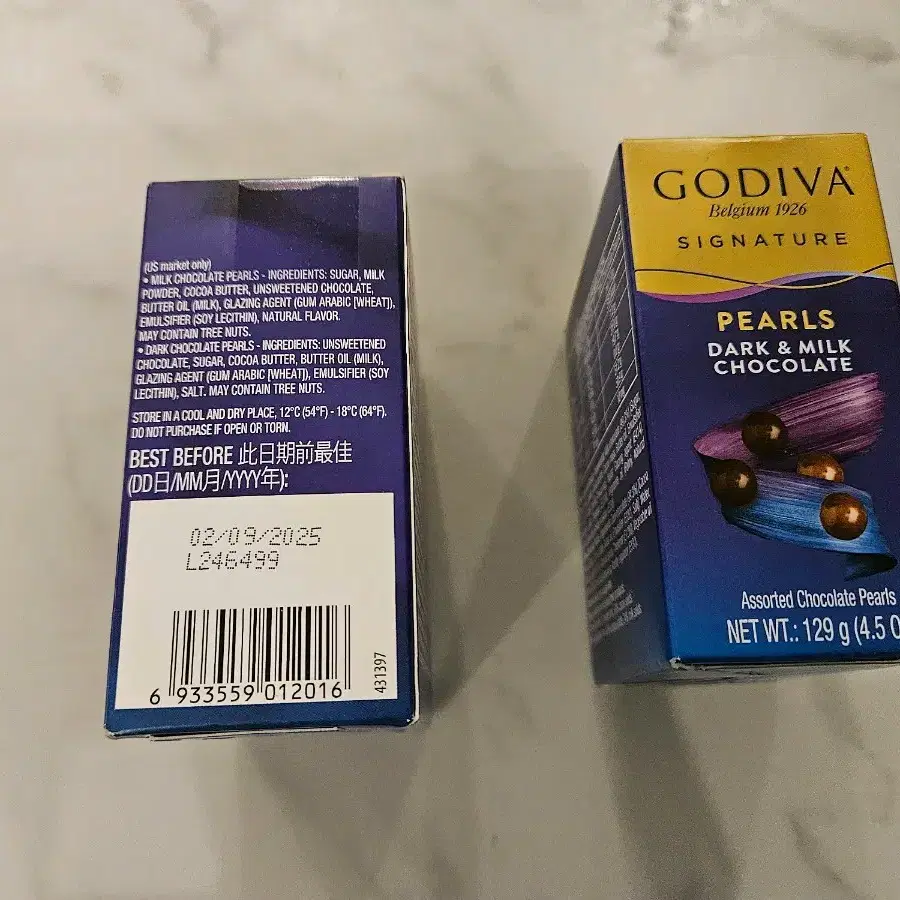 (US market only)
• MILK CHOCOLATE PEARLS - INGREDIENTS: SUGAR, MILK
POWDER, COCOA BUTTER, UNSWEETENED CHOCOLATE,
BUTTER OIL (MILK), GLAZING AGENT (GUM ARABIC [WHEAT]),
EMULSIFIER (SOY LECITHIN), NATURAL FLAVOR.
MAY CONTAIN TREE NUTS.
• DARK CHOCOLATE PEARLS - INGREDIENTS: UNSWEETENED
CHOCOLATE, SUGAR, COCOA BUTTER, BUTTER OIL (MILK),
GLAZING AGENT (GUM ARABIC [WHEAT]), EMULSIFIER (SOY
LECITHIN), SALT. MAY CONTAIN TREE NUTS.
STORE IN A COOL AND DRY PLACE, 12°C (54°F) - 18°C (64°F).
DO NOT PURCHASE IF OPEN OR TORN.
BEST BEFORE 此日期前最佳
(DD日/MM月/YYYY年):
02/09/2025
L246499
6 933559 012016
431397
GODIVA®
Belgium 1926
SIGNATURE
PEARLS
DARK & MILK
CHOCOLATE
Assorted Chocolate Pearls
NET WT.: 129 g (4.5 O